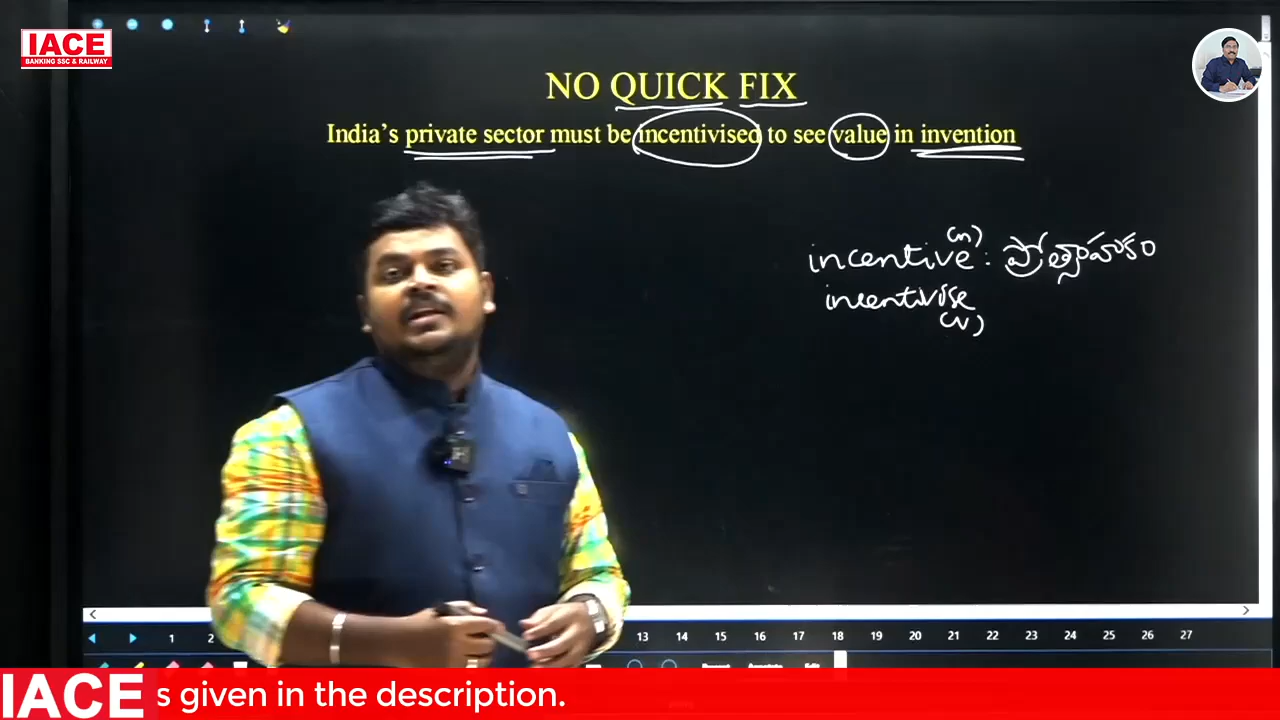 IACE
BANKING SSC & RAILWAY
NO QUICK FIX
India's private sector must be incentivised to see value in invention
(n)
incentive : ప్రోత్సాహకం
incentivise
(v)
1 2 13 14 15 16 17 18 19 20 21 22 23 24 25 26 27
IACE s given in the description.